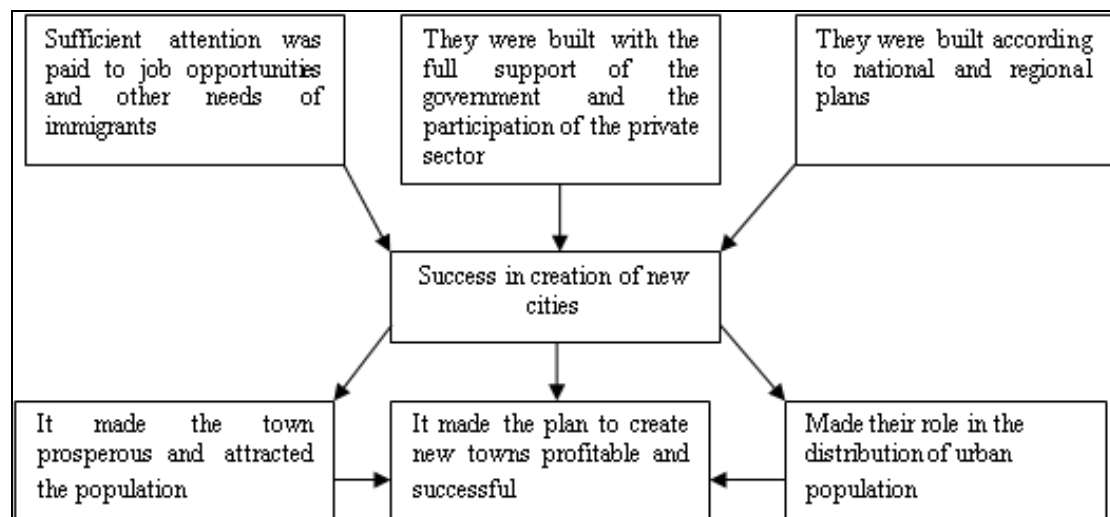 Sufficient attention was
paid to job opportunities
and other needs of
immigrants
They were built with the
full support of the
government and the
participation of the private
sector
They were built according
to national and regional
plans
Success in creation of new
cities
It made the town
prosperous and attracted
the population
It made the plan to create
new towns profitable and
successful
Made their role in the
distribution of urban
population